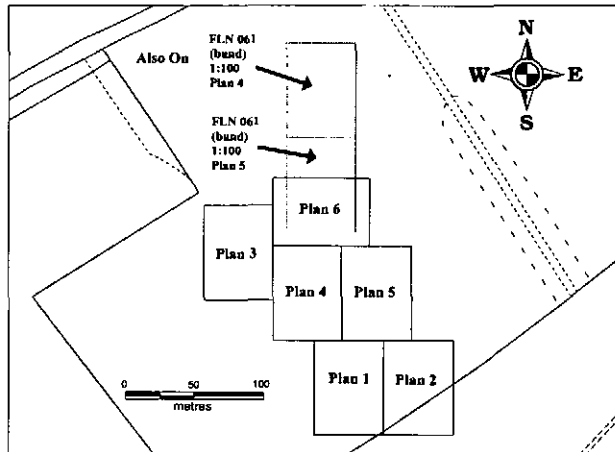 Also On
FLN 061
(bund)
1:100
Plan 4
FLN 061
(bund)
1:100
Plan 5
N
W E
S
Plan 6
Plan 3
Plan 4 Plan 5
Plan 1 Plan 2
0 50 100
metres